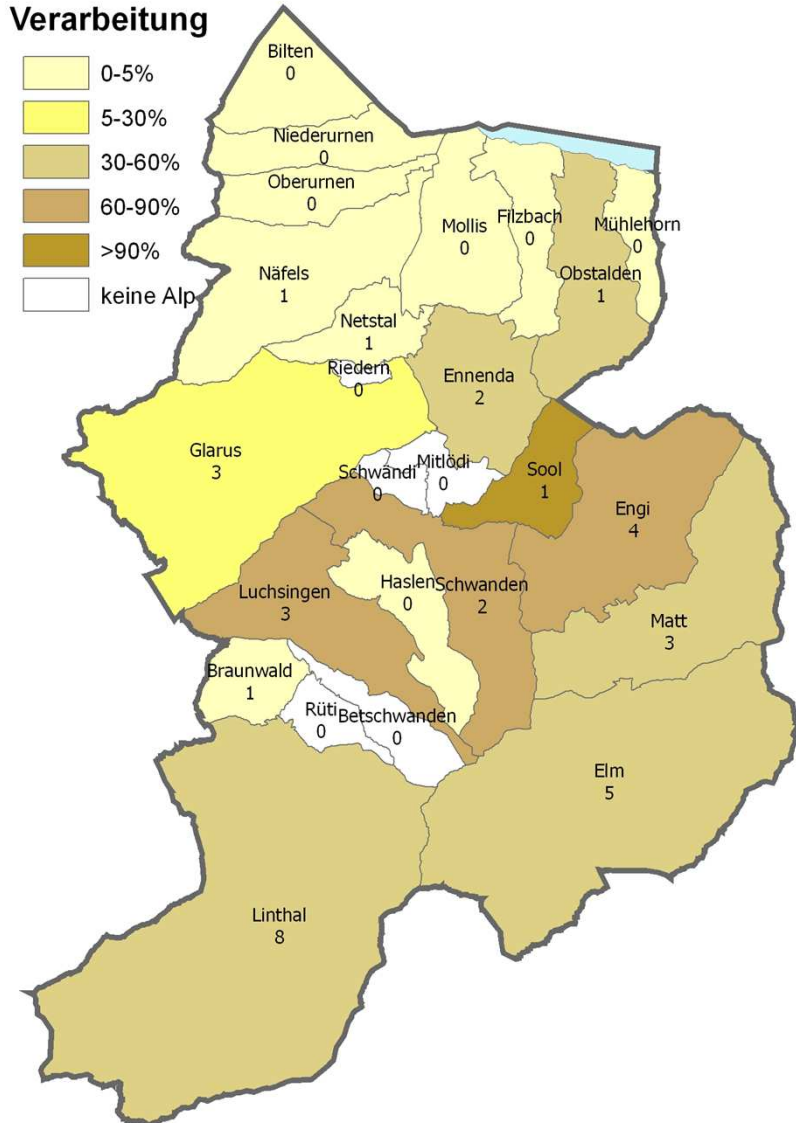 Verarbeitung
0-5%
5-30%
30-60%
60-90%
>90%
keine Alp
Bilten
0
Niederurnen
0
Oberurnen
0
Mollis
0
Filzbach
0
Mühlehorn
0
Obstalden
1
Näfels
1
Netstal
1
Riedern
0
Ennenda
2
Glarus
3
Schwändi
0
Mitlödi
0
Sool
1
Engi
4
Luchsingen
3
Haslen
0
Schwanden
2
Matt
3
Braunwald
1
Rüti
0
Betschwanden
0
Elm
5
Linthal
8